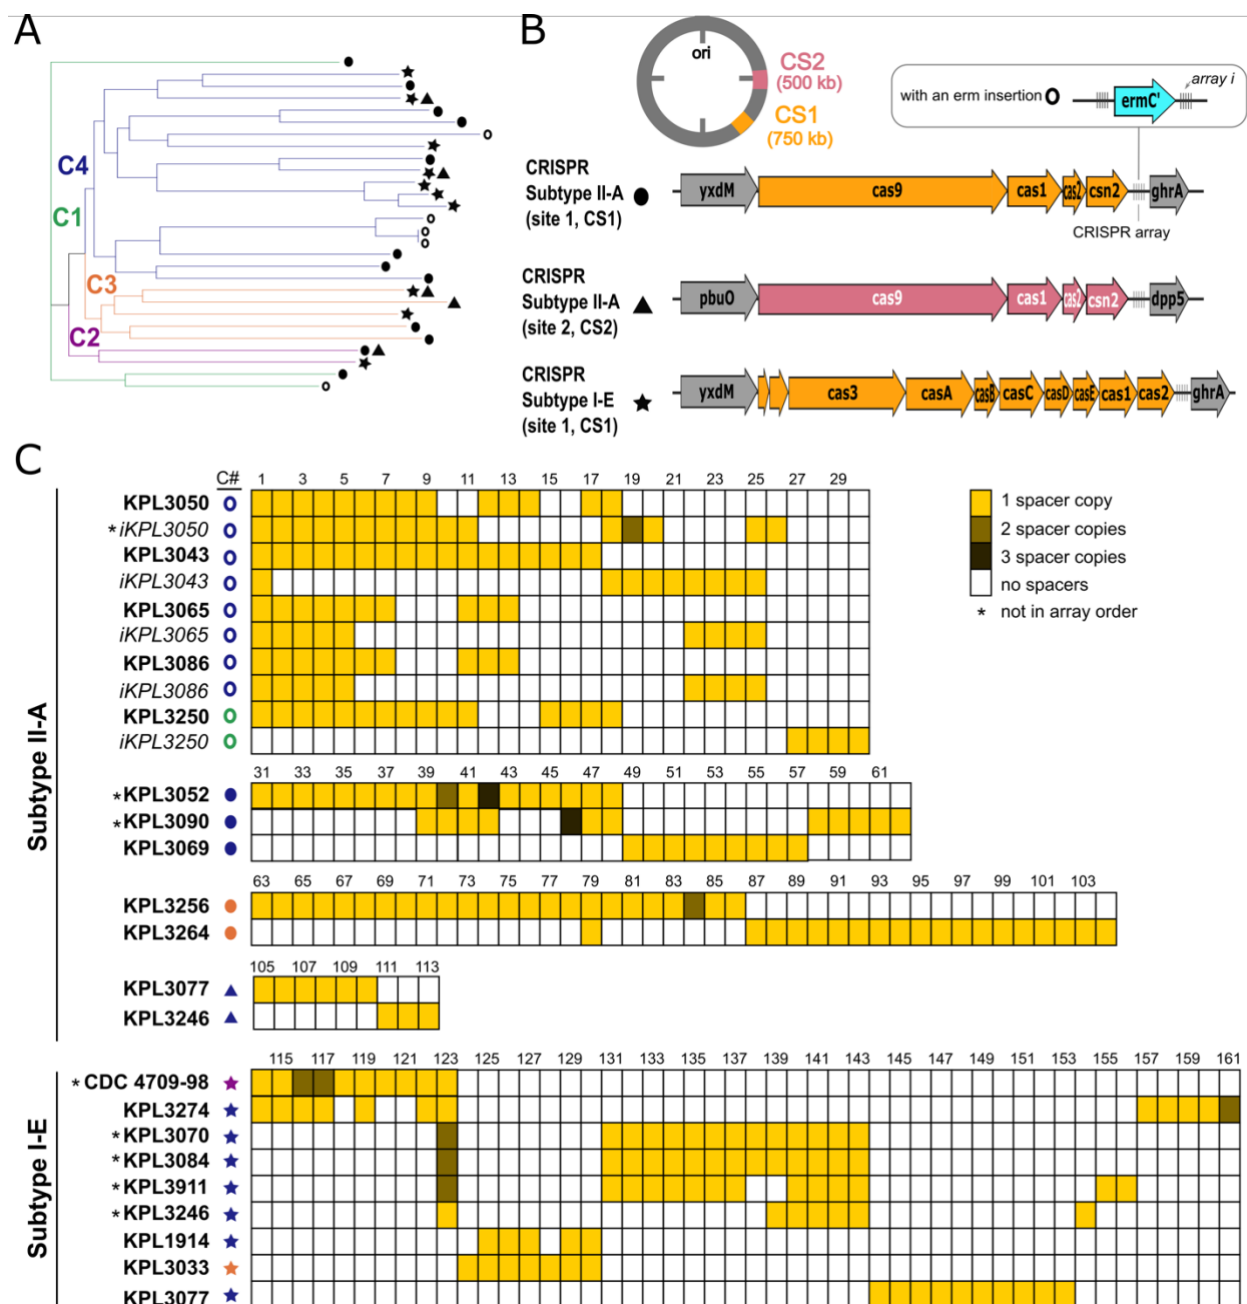 A
C4
C1
C3
C2
B
ori
CS2
(500 kb)
CS1
(750 kb)
with an erm insertion
ermC'
array i
CRISPR
Subtype II-A
(site 1, CS1)
yxdM cas9 cas1 cas2 csn2 ghrA
CRISPR array
CRISPR
Subtype II-A
(site 2, CS2)
pbuO cas9 cas1 cas2 csn2 dpp5
CRISPR
Subtype I-E
(site 1, CS1)
yxdM cas3 casA casB casC casD casE cas1 cas2 ghrA
C
C# 1 3 5 7 9 11 13 15 17 19 21 23 25 27 29
Subtype II-A
KPL3050
*iKPL3050
KPL3043
iKPL3043
KPL3065
iKPL3065
KPL3086
iKPL3086
KPL3250
iKPL3250
1 spacer copy
2 spacer copies
3 spacer copies
no spacers
* not in array order
31 33 35 37 39 41 43 45 47 49 51 53 55 57 59 61
*KPL3052
*KPL3090
KPL3069
63 65 67 69 71 73 75 77 79 81 83 85 87 89 91 93 95 97 99 101 103
KPL3256
KPL3264
105 107 109 111 113
KPL3077
KPL3246
115 117 119 121 123 125 127 129 131 133 135 137 139 141 143 145 147 149 151 153 155 157 159 161
Subtype I-E
*CDC 4709-98
KPL3274
*KPL3070
*KPL3084
*KPL3911
*KPL3246
KPL1914
KPL3033
KPL3077